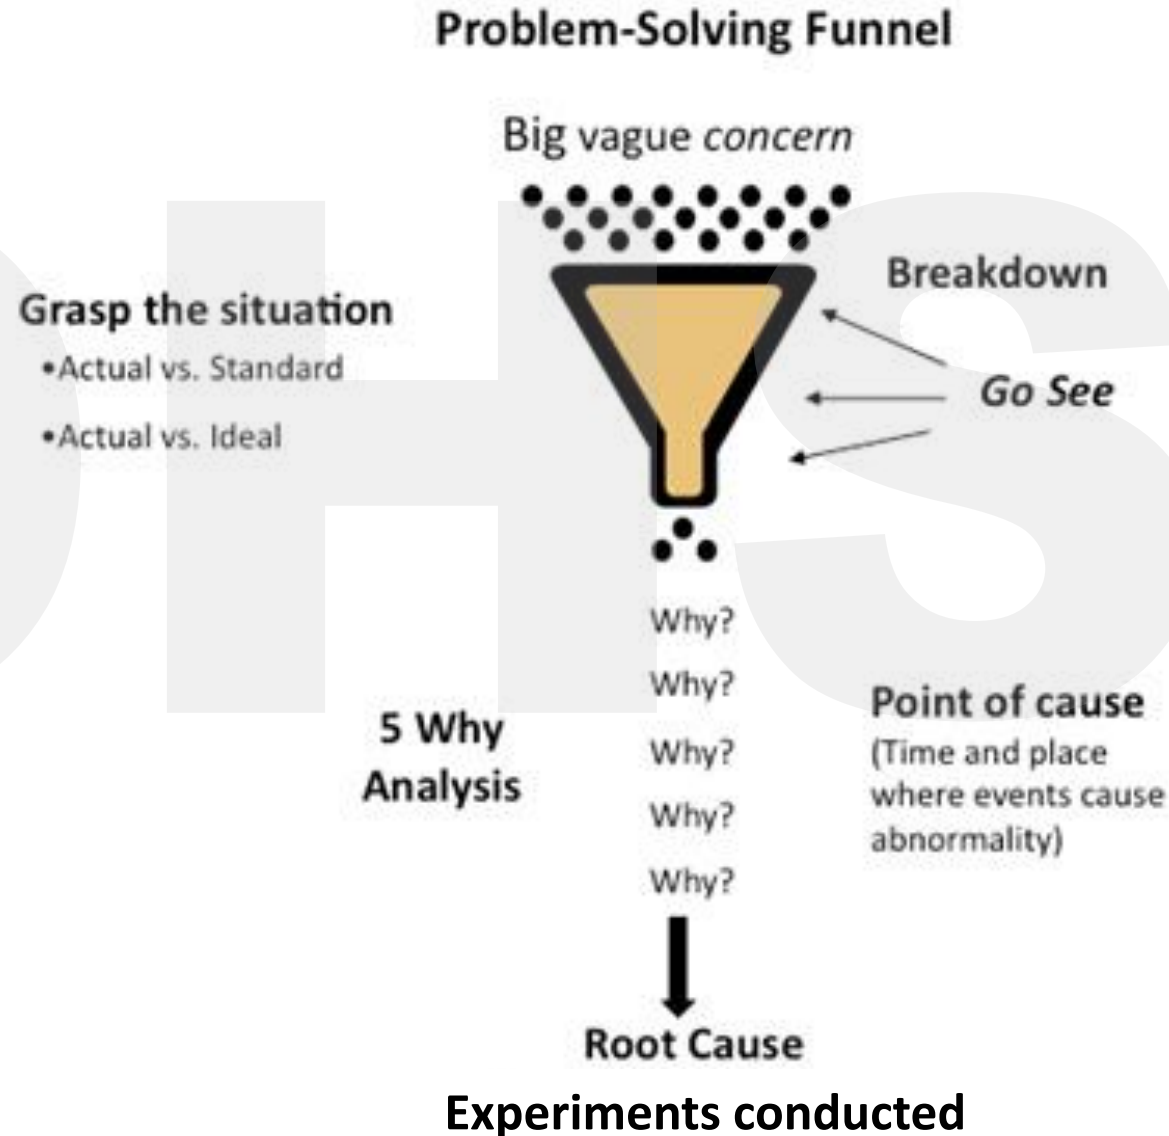 Problem-Solving Funnel
Big vague concern
Breakdown
Grasp the situation
•Actual vs. Standard
•Actual vs. Ideal
Go See
Why?
Why?
Why?
Why?
Why?
5 Why
Analysis
Point of cause
(Time and place
where events cause
abnormality)
Root Cause
Experiments conducted
DHS